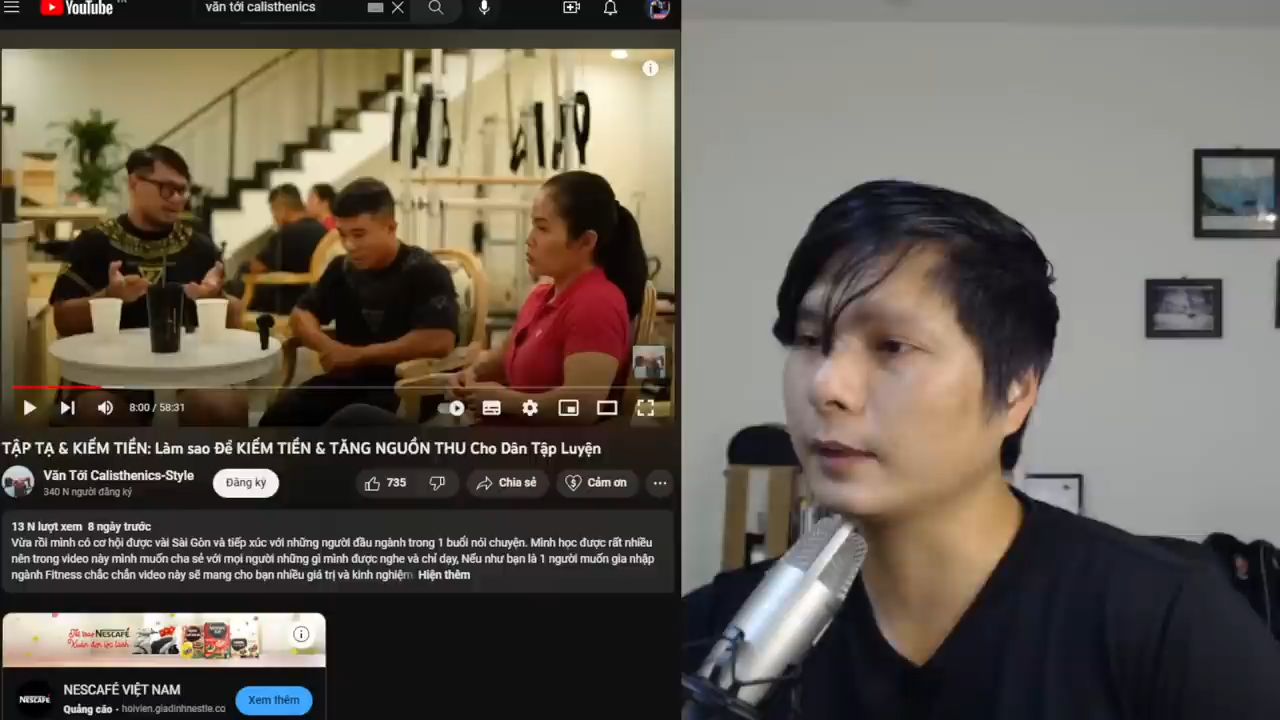 YouTube
văn tới calisthenics
8:00 / 58:31
TẬP TẠ & KIẾM TIỀN: Làm sao Để KIẾM TIỀN & TĂNG NGUỒN THU Cho Dân Tập Luyện
Văn Tới Calisthenics-Style
340 N người đăng ký
Đăng ký
735
Chia sẻ
Cảm ơn
13 N lượt xem 8 ngày trước
Vừa rồi mình có cơ hội được vài Sài Gòn và tiếp xúc với những người đầu ngành trong 1 buổi nói chuyện. Mình học được rất nhiều
nên trong video này mình muốn cha sẻ với mọi người những gì mình được nghe và chỉ dạy, Nếu như bạn là 1 người muốn gia nhập
ngành Fitness chắc chắn video này sẽ mang cho bạn nhiều giá trị và kinh nghiệm Hiện thêm
NESCAFÉ
NESCAFÉ VIỆT NAM
Quảng cáo • hoivien.giadinhnestle.co
Xem thêm
NESCAFÉ